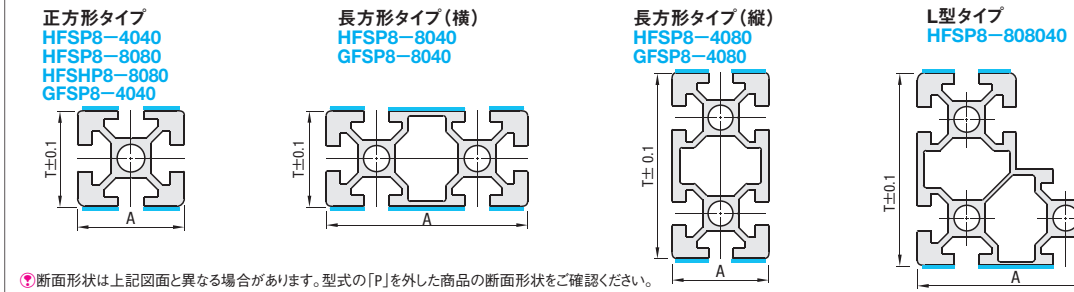 正方形タイプ
HFSP8-4040
HFSP8-8080
HFSHP8-8080
GFSP8-4040
T±0.1
A
長方形タイプ(横)
HFSP8-8040
GFSP8-8040
T±0.1
A
長方形タイプ(縦)
HFSP8-4080
GFSP8-4080
T±0.1
A
L型タイプ
HFSP8-808040
T±0.1
A
断面形状は上記図面と異なる場合があります。型式の「P」を外した商品の断面形状をご確認ください。